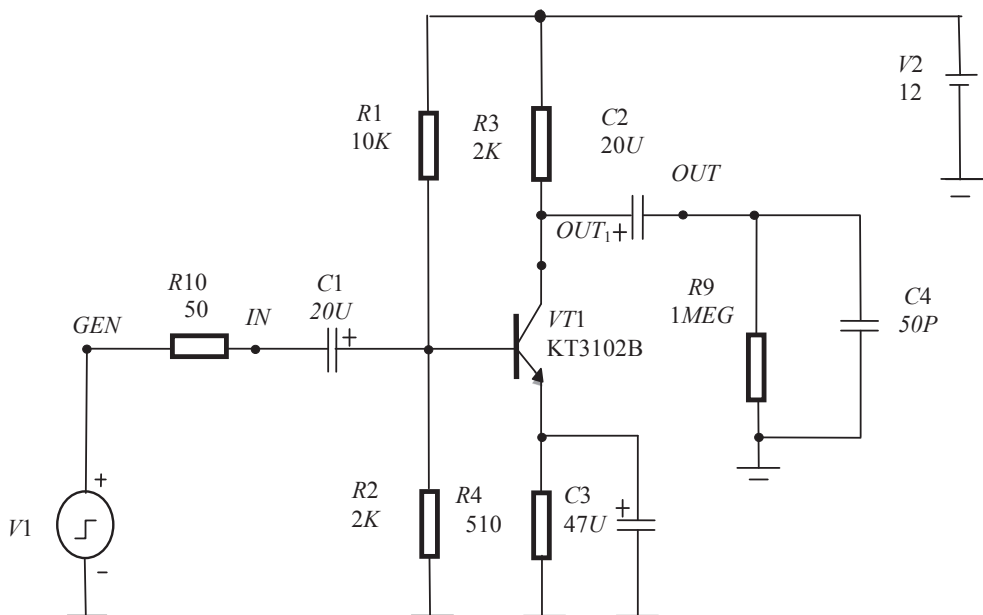 V2
12
R1
10K
R3
2K
C2
20U
OUT
OUT1
+
R10
50
C1
20U
+
GEN
IN
VT1
KT3102B
R9
1MEG
C4
50P
V1
+
-
R2
2K
R4
510
C3
47U
+